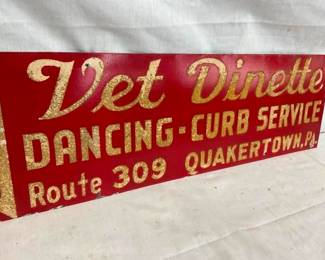 Vet Dinette
DANCING-CURB SERVICE
Route 309 QUAKERTOWN, Pa.